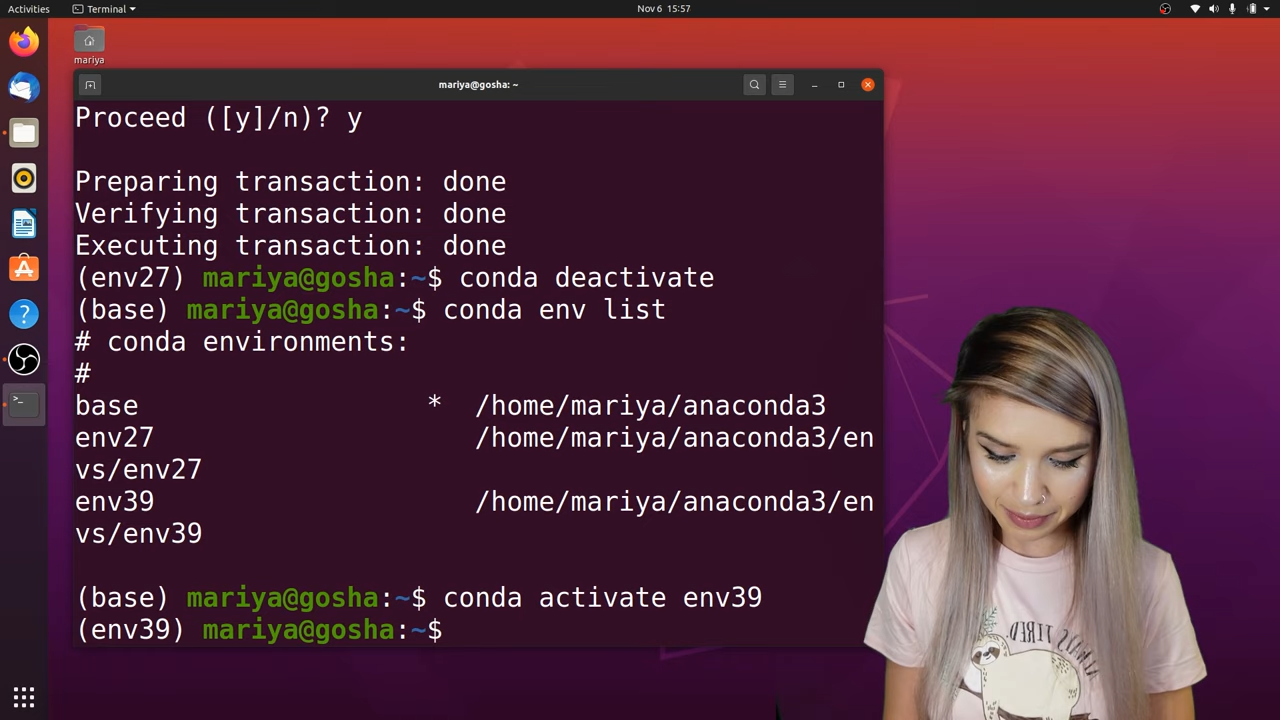 Activities
Terminal
Nov 6 15:57
mariya
mariya@gosha: ~
Proceed ([y]/n)? y
Preparing transaction: done
Verifying transaction: done
Executing transaction: done
(env27) mariya@gosha:~$ conda deactivate
(base) mariya@gosha:~$ conda env list
# conda environments:
#
base * /home/mariya/anaconda3
env27 /home/mariya/anaconda3/en
vs/env27
env39 /home/mariya/anaconda3/en
vs/env39
(base) mariya@gosha:~$ conda activate env39
(env39) mariya@gosha:~$
ALWAYS TIRED.